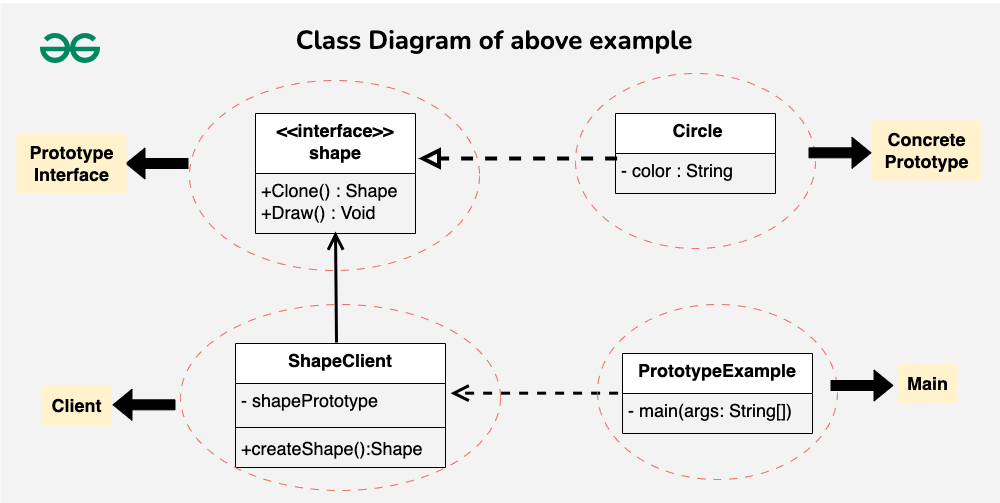 Class Diagram of above example
<<interface>>
shape
+Clone() : Shape
+Draw() : Void
Prototype
Interface
Circle
- color : String
Concrete
Prototype
ShapeClient
- shapePrototype
+createShape():Shape
Client
PrototypeExample
- main(args: String[])
Main